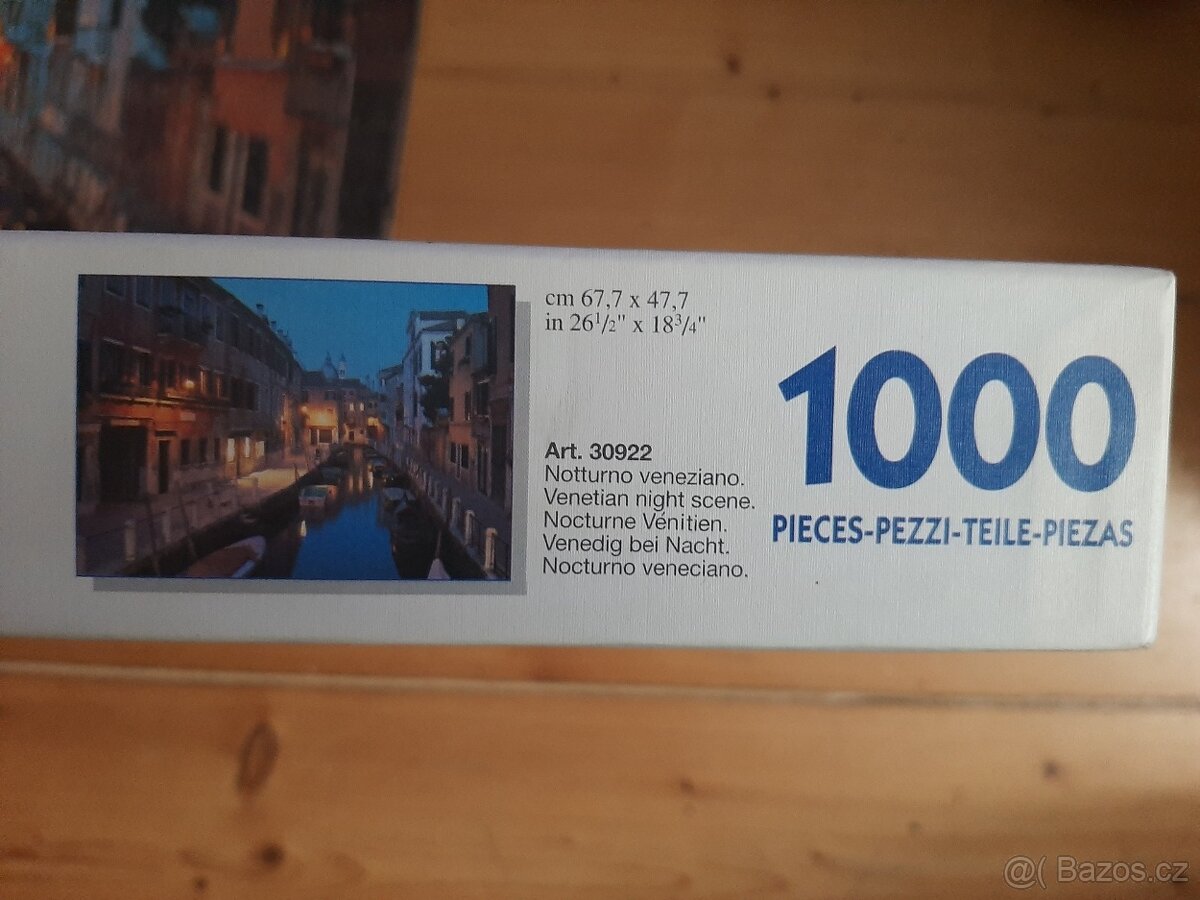 cm 67,7 x 47,7
in 26 1/2" x 18 3/4"
Art. 30922
Notturno veneziano.
Venetian night scene.
Nocturne Vénitien.
Venedig bei Nacht.
Nocturno veneciano.
1000
PIECES-PEZZI-TEILE-PIEZAS
@( Bazos.cz